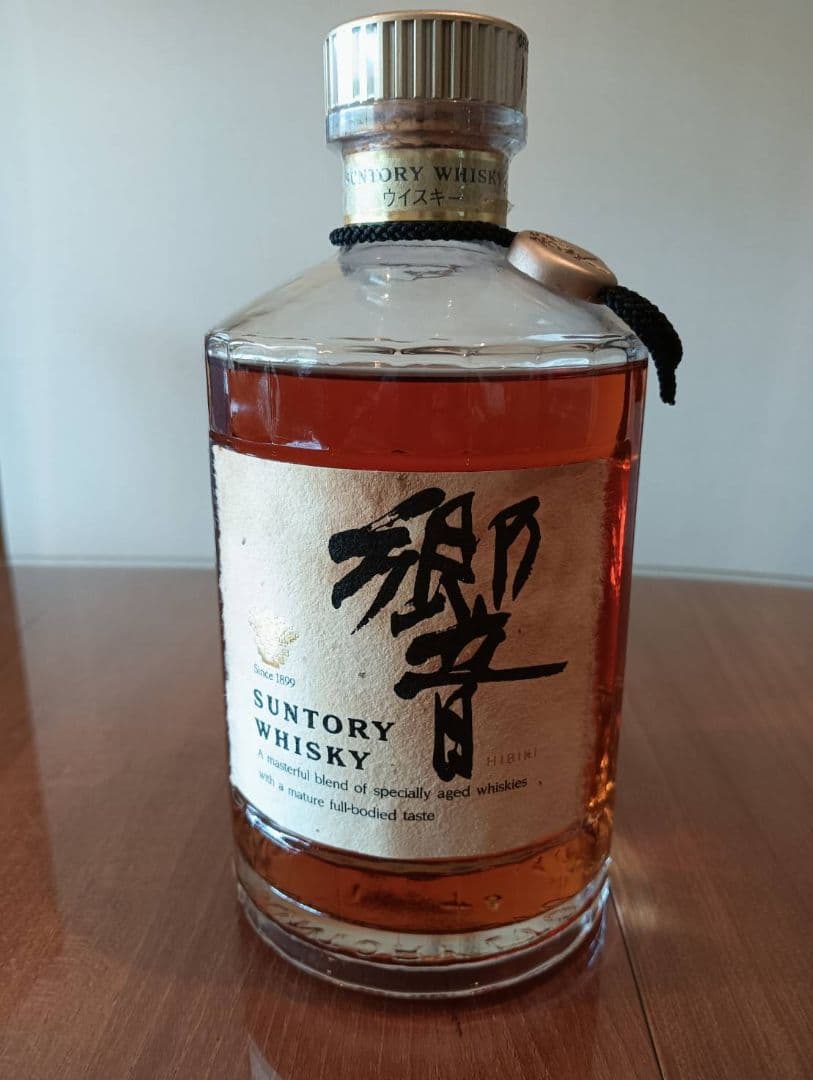 SUNTORY WHISKY
ウイスキー
響
Since 1899
SUNTORY
WHISKY
HIBIKI
A masterful blend of specially aged whiskies
with a mature full-bodied taste